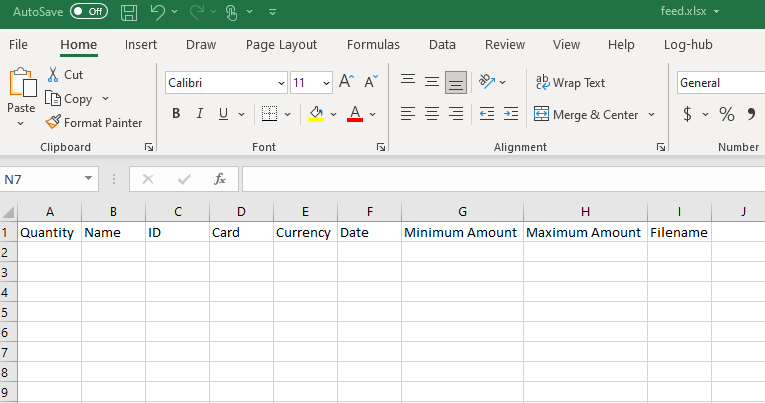 AutoSave Off feed.xlsx
File Home Insert Draw Page Layout Formulas Data Review View Help Log-hub
Paste
Cut
Copy
Format Painter
Clipboard
Calibri 11
B I U A
Font
ab Wrap Text
Merge & Center
Alignment
General
$ % 9
Number
N7 fx
A B C D E F G H I J
1 Quantity Name ID Card Currency Date Minimum Amount Maximum Amount Filename
2
3
4
5
6
7
8
9